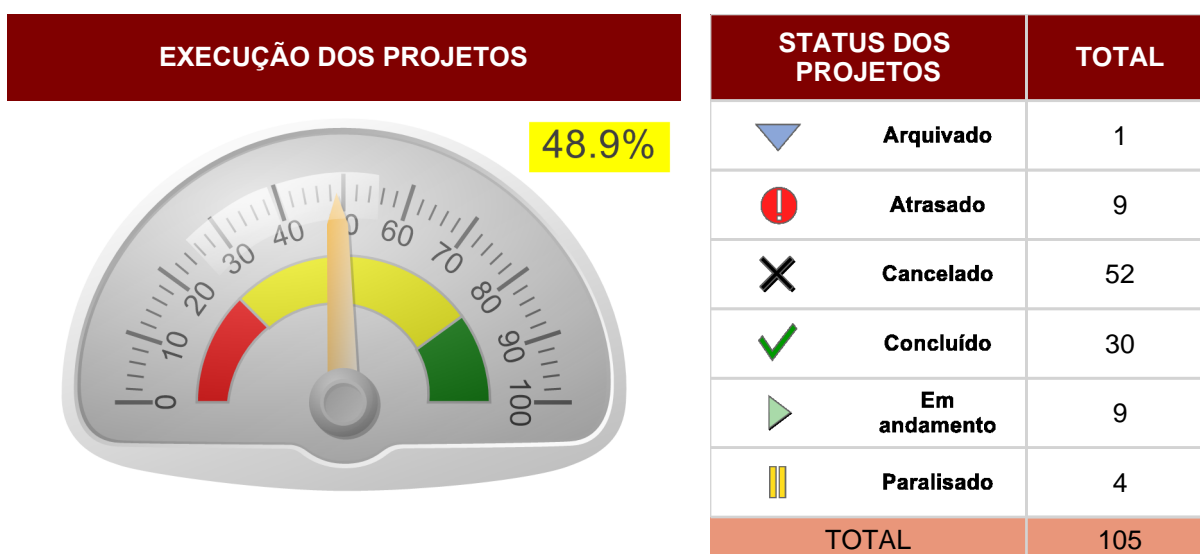 EXECUÇÃO DOS PROJETOS
48.9%
0
10
20
30
40
0
60
70
80
90
100
STATUS DOS
PROJETOS
TOTAL
Arquivado
1
Atrasado
9
Cancelado
52
Concluído
30
Em
andamento
9
Paralisado
4
TOTAL
105